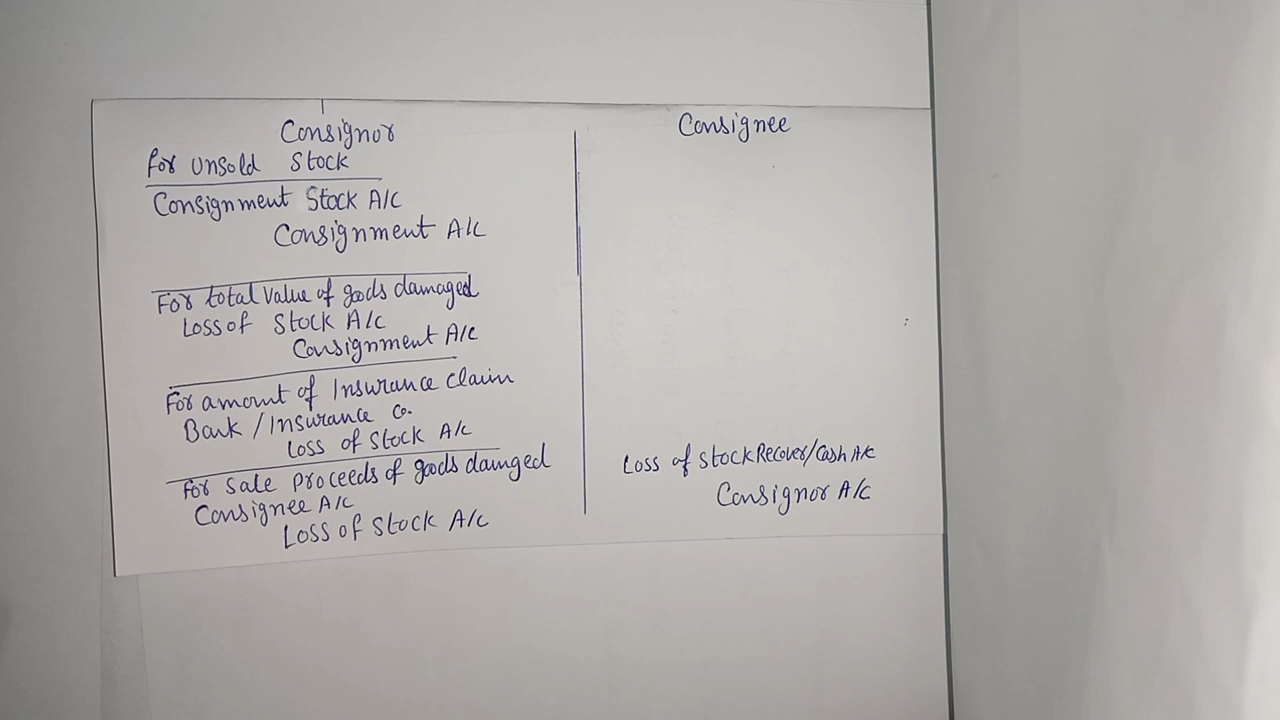 Consignor
for unsold stock
Consignment Stock A/C
Consignment A/C
For total value of goods damaged
Loss of Stock A/C
Consignment A/C
For amount of Insurance claim
Bank / Insurance Co.
Loss of Stock A/C
for sale proceeds of goods damged
Consignee A/C
Loss of Stock A/C
Consignee
Loss of stock Recover/Cash A/C
Consignor A/C